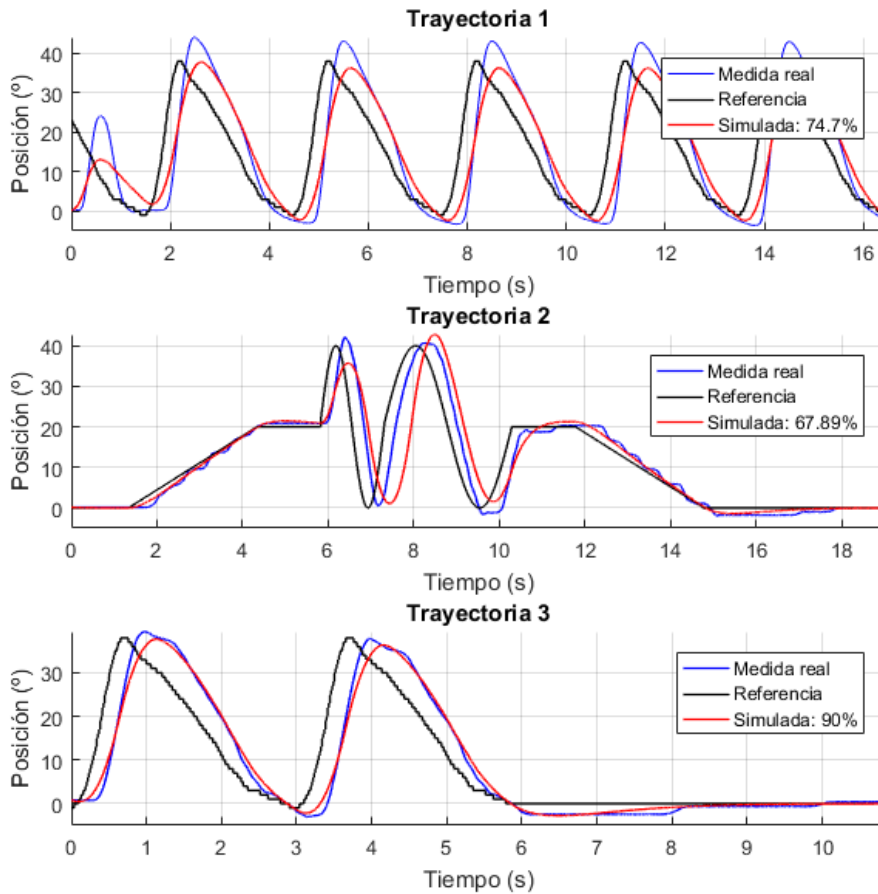 Trayectoria 1
Posición (º)
40
30
20
10
0
Medida real
Referencia
Simulada: 74.7%
0 2 4 6 8 10 12 14 16
Tiempo (s)
Trayectoria 2
Posición (º)
40
30
20
10
0
Medida real
Referencia
Simulada: 67.89%
0 2 4 6 8 10 12 14 16 18
Tiempo (s)
Trayectoria 3
Posición (º)
30
20
10
0
Medida real
Referencia
Simulada: 90%
0 1 2 3 4 5 6 7 8 9 10
Tiempo (s)